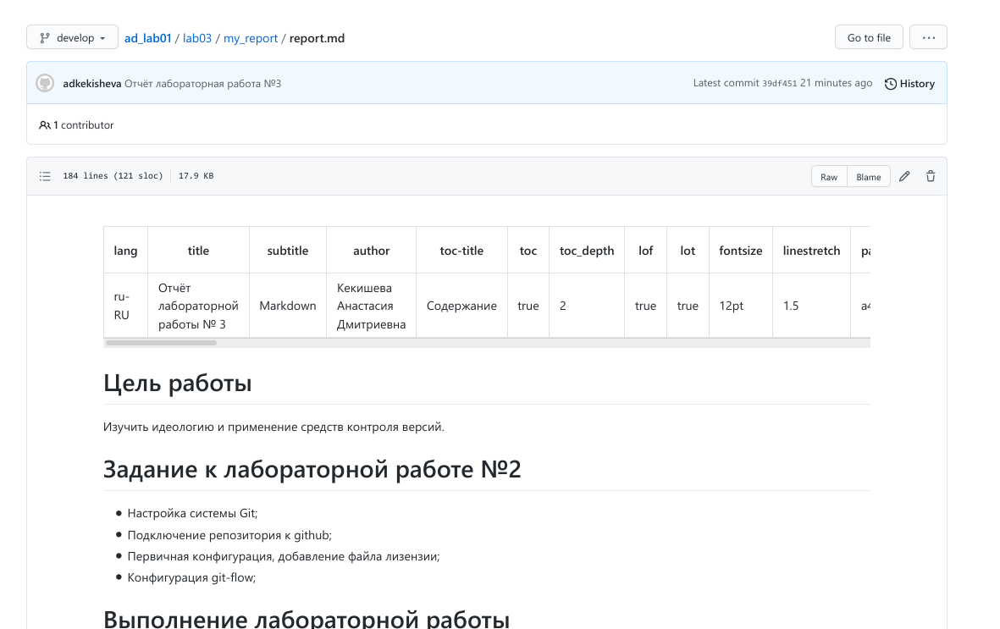 develop ad_lab01 / lab03 / my_report / report.md Go to file ...
adkekisheva Отчёт лабораторная работа №3 Latest commit 39df451 21 minutes ago History
1 contributor
184 lines (121 sloc) 17.9 KB Raw Blame
lang title subtitle author toc-title toc toc_depth lof lot fontsize linestretch
ru-RU Отчёт лабораторной работы № 3 Markdown Кекишева Анастасия Дмитриевна Содержание true 2 true true 12pt 1.5
Цель работы
Изучить идеологию и применение средств контроля версий.
Задание к лабораторной работе №2
● Настройка системы Git;
● Подключение репозитория к github;
● Первичная конфигурация, добавление файла лизензии;
● Конфигурация git-flow;
Выполнение лабораторной работы